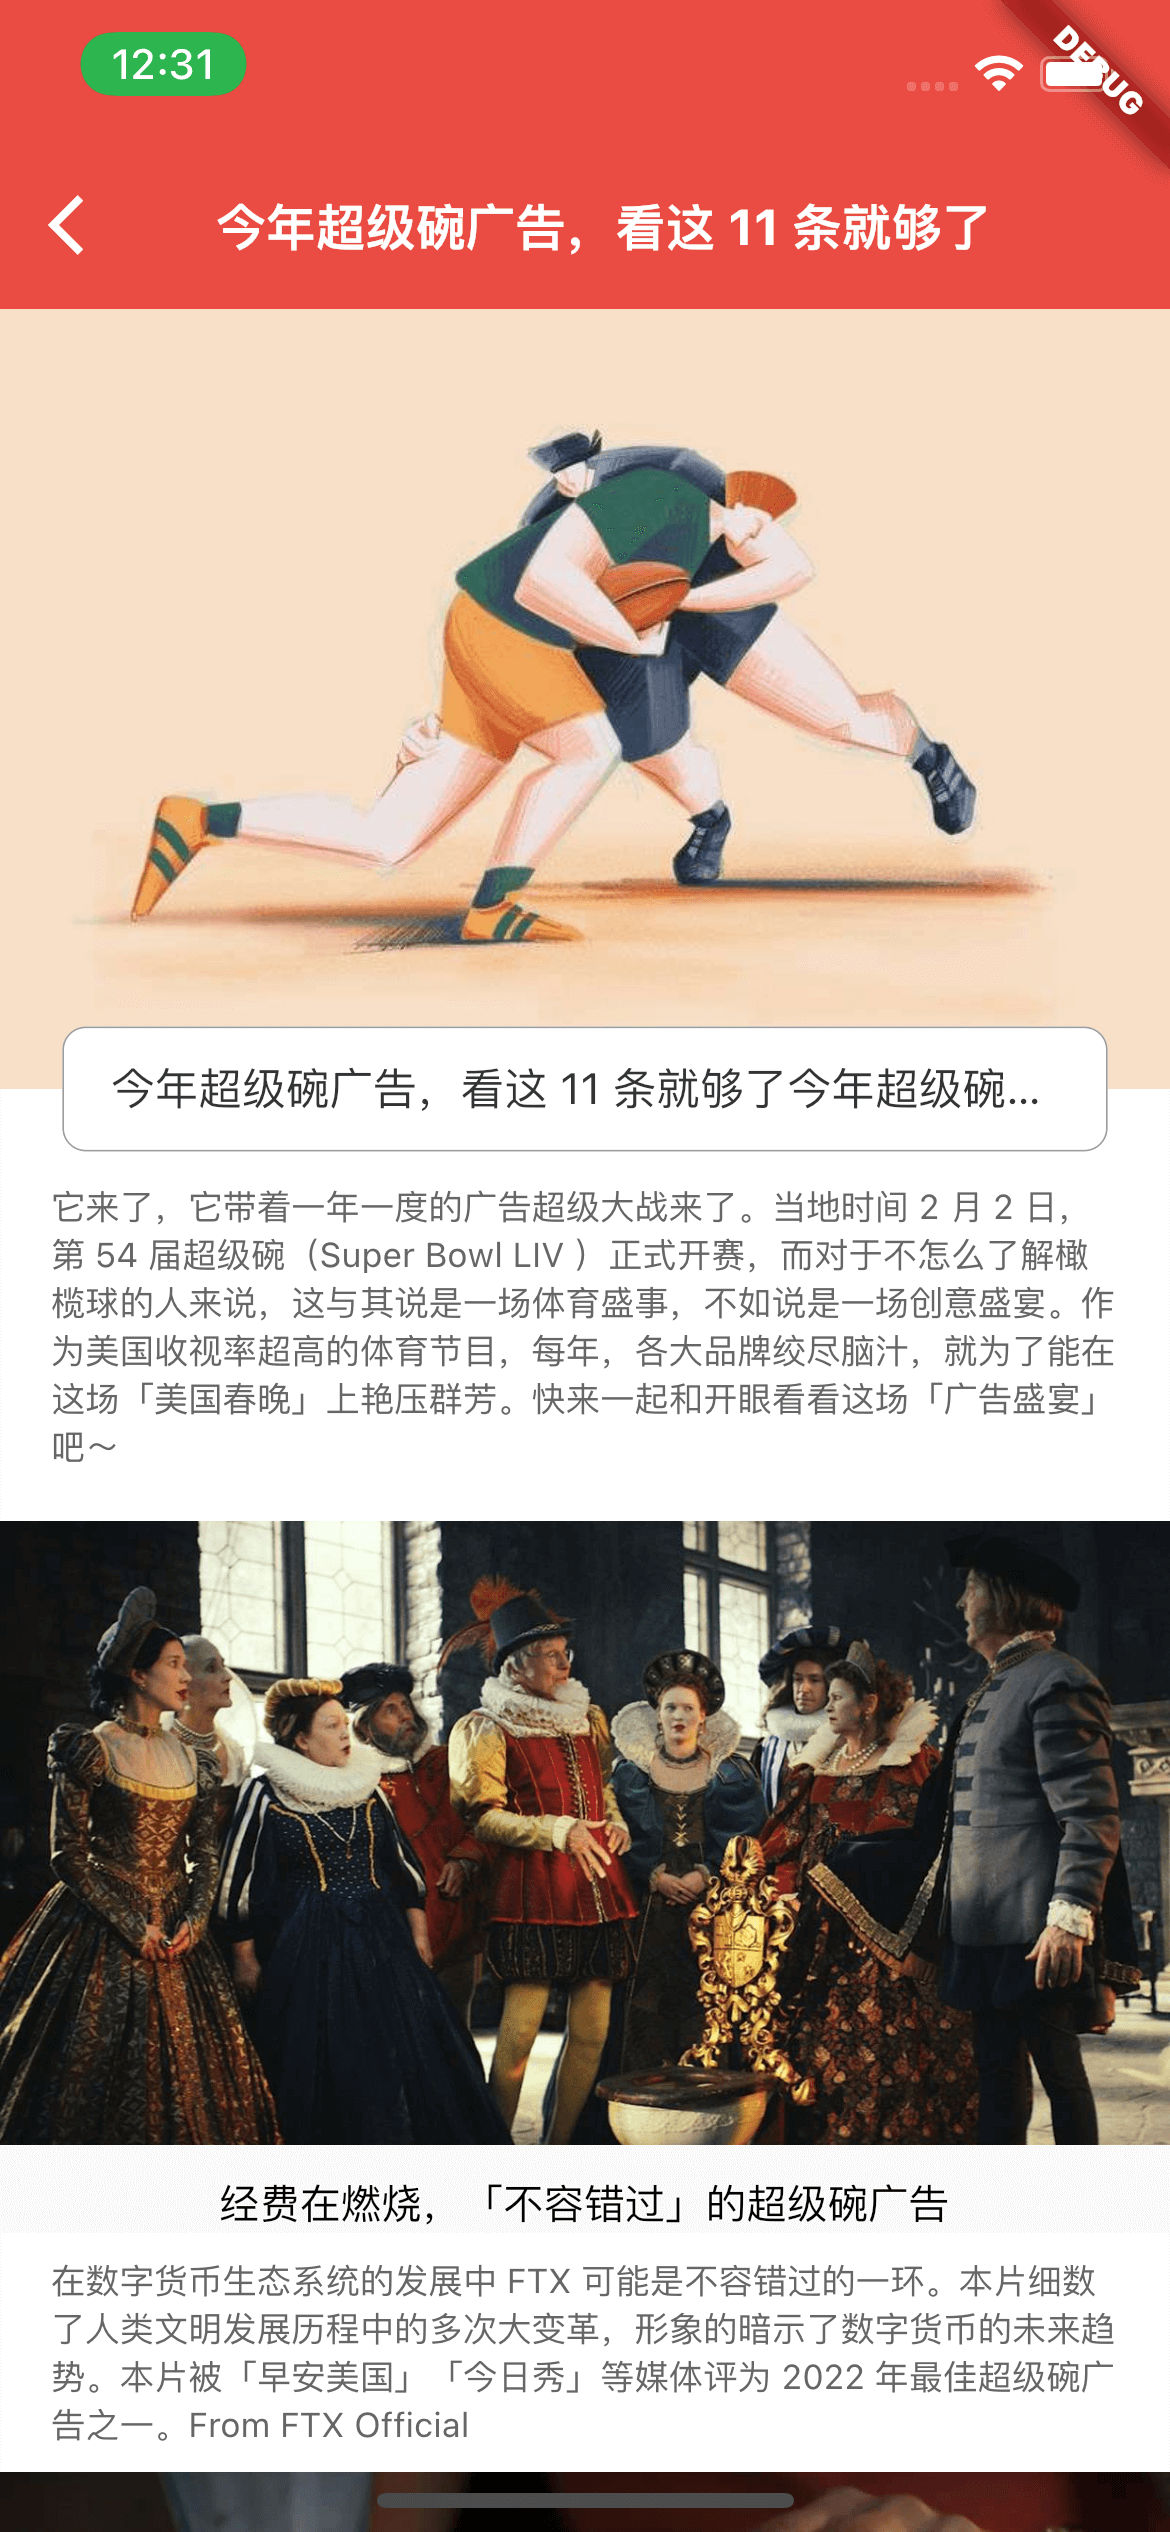 12:31
DEBUG
今年超级碗广告，看这 11 条就够了
今年超级碗广告，看这 11 条就够了今年超级碗...
它来了，它带着一年一度的广告超级大战来了。当地时间 2 月 2 日，
第 54 届超级碗（Super Bowl LIV ）正式开赛，而对于不怎么了解橄
榄球的人来说，这与其说是一场体育盛事，不如说是一场创意盛宴。作
为美国收视率超高的体育节目，每年，各大品牌绞尽脑汁，就为了能在
这场「美国春晚」上艳压群芳。快来一起和开眼看看这场「广告盛宴」
吧～
经费在燃烧，「不容错过」的超级碗广告
在数字货币生态系统的发展中 FTX 可能是不容错过的一环。本片细数
了人类文明发展历程中的多次大变革，形象的暗示了数字货币的未来趋
势。本片被「早安美国」「今日秀」等媒体评为 2022 年最佳超级碗广
告之一。From FTX Official